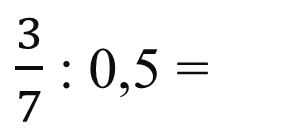 3/7 : 0,5 =